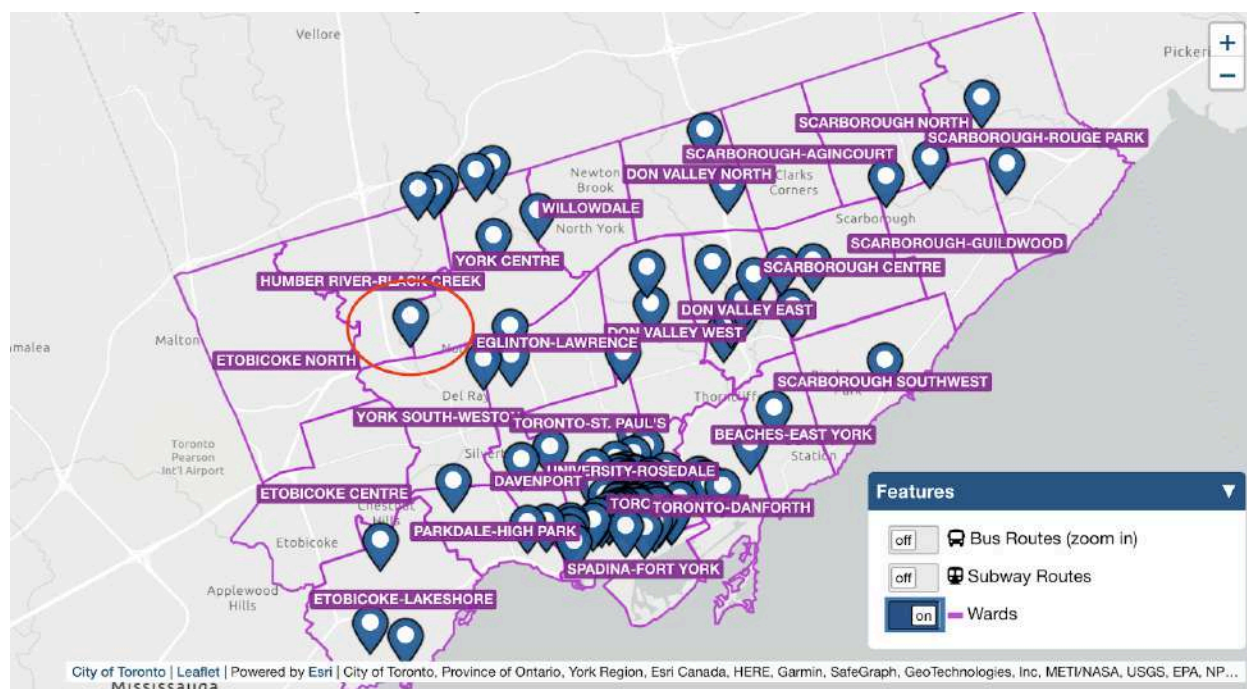 Vellore
+
−
Pickeri
SCARBOROUGH NORTH
SCARBOROUGH-ROUGE PARK
SCARBOROUGH-AGINCOURT
Newton
Brook
DON VALLEY NORTH
Clarks
Corners
WILLOWDALE
North York
Scarborough
SCARBOROUGH-GUILDWOOD
YORK CENTRE
SCARBOROUGH CENTRE
HUMBER RIVER-BLACK CREEK
DON VALLEY EAST
DON VALLEY WEST
Malton
EGLINTON-LAWRENCE
ETOBICOKE NORTH
SCARBOROUGH SOUTHWEST
Del Ray
YORK SOUTH-WESTON
TORONTO-ST. PAUL'S
BEACHES-EAST YORK
Station
Toronto
Pearson
Int'l Airport
UNIVERSITY-ROSEDALE
DAVENPORT
ETOBICOKE CENTRE
Hills
TORONTO-DANFORTH
PARKDALE-HIGH PARK
Etobicoke
SPADINA-FORT YORK
Applewood
Hills
ETOBICOKE-LAKESHORE
Features
off Bus Routes (zoom in)
off Subway Routes
on Wards
City of Toronto | Leaflet | Powered by Esri | City of Toronto, Province of Ontario, York Region, Esri Canada, HERE, Garmin, SafeGraph, GeoTechnologies, Inc, METI/NASA, USGS, EPA, NP...
Mississauga